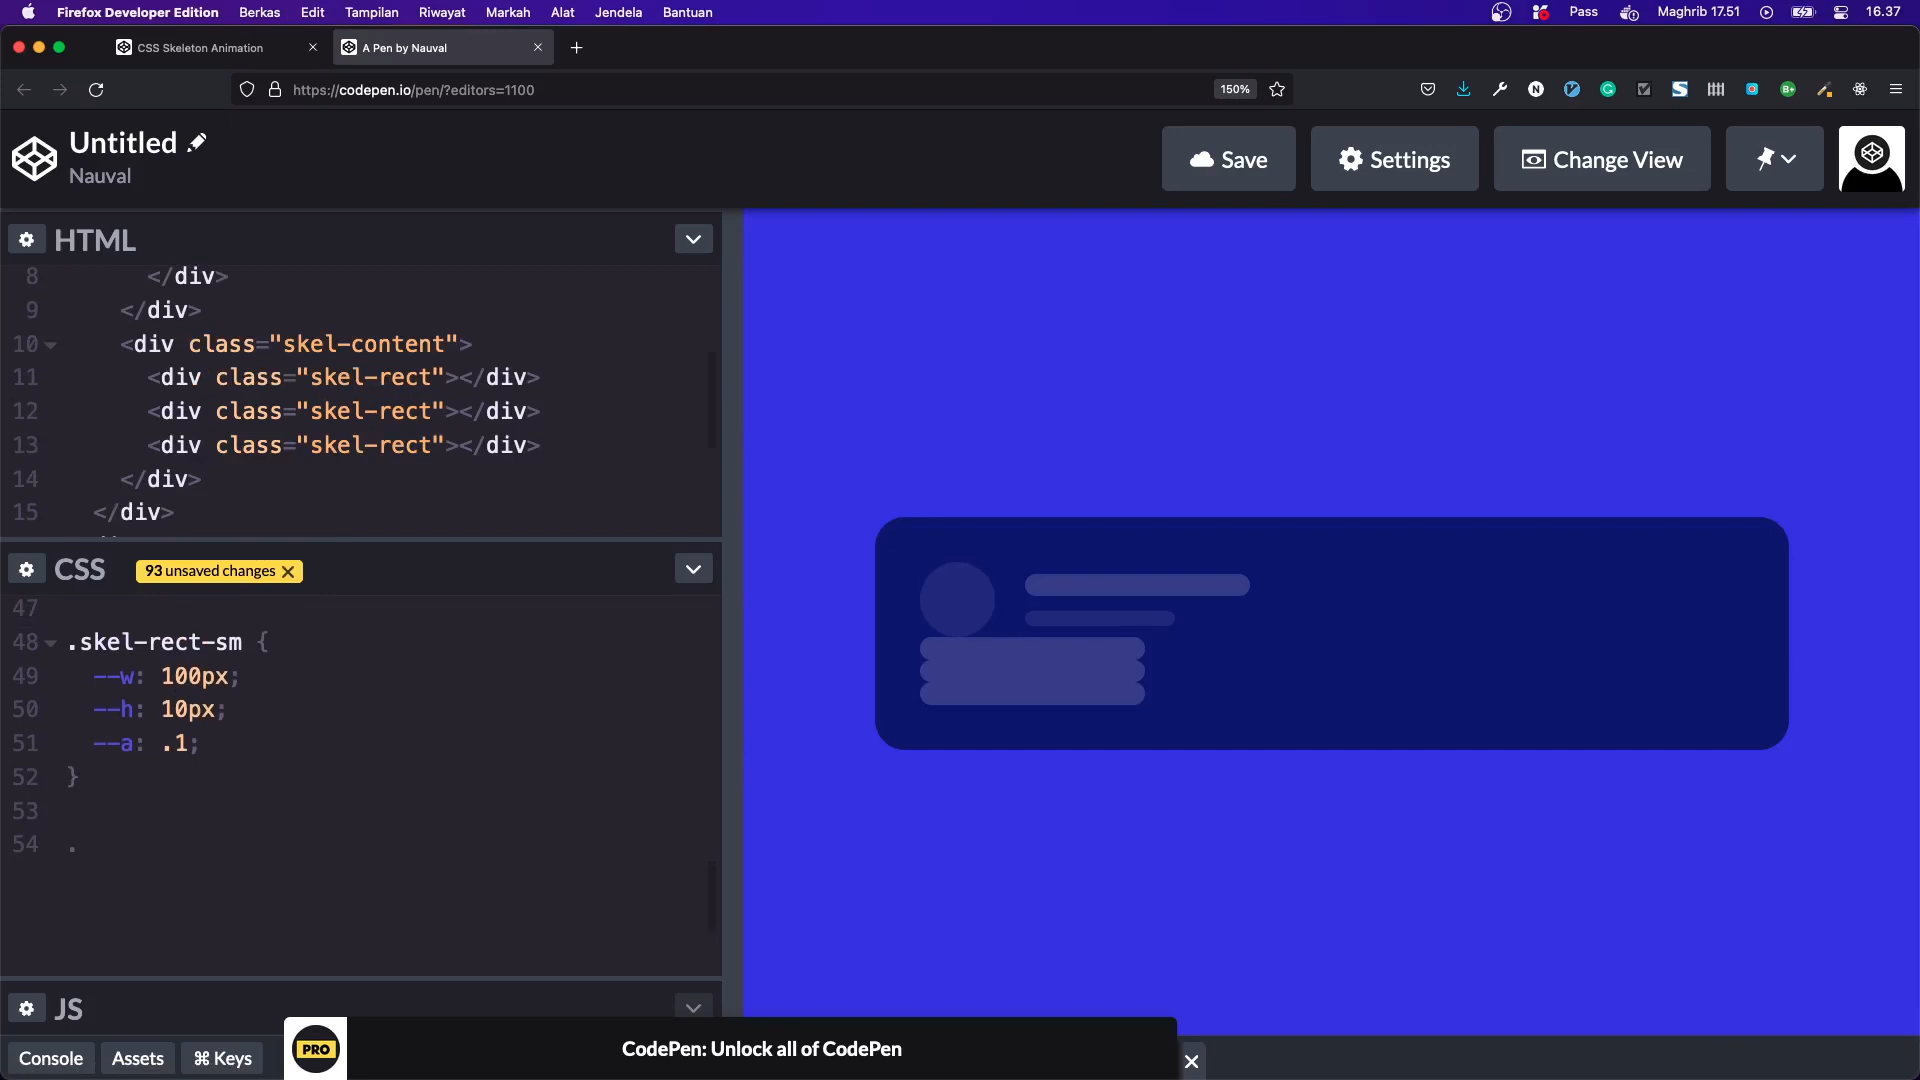 Firefox Developer Edition Berkas Edit Tampilan Riwayat Markah Alat Jendela Bantuan Pass Maghrib 17.51 16.37
CSS Skeleton Animation
A Pen by Nauval
https://codepen.io/pen/?editors=1100
150%
Untitled
Nauval
Save
Settings
Change View
HTML
8 </div>
9 </div>
10 <div class="skel-content">
11 <div class="skel-rect"></div>
12 <div class="skel-rect"></div>
13 <div class="skel-rect"></div>
14 </div>
15 </div>
CSS 93 unsaved changes
47
48 .skel-rect-sm {
49 --w: 100px;
50 --h: 10px;
51 --a: .1;
52 }
53
54 .
JS
PRO
CodePen: Unlock all of CodePen
Console Assets ⌘ Keys